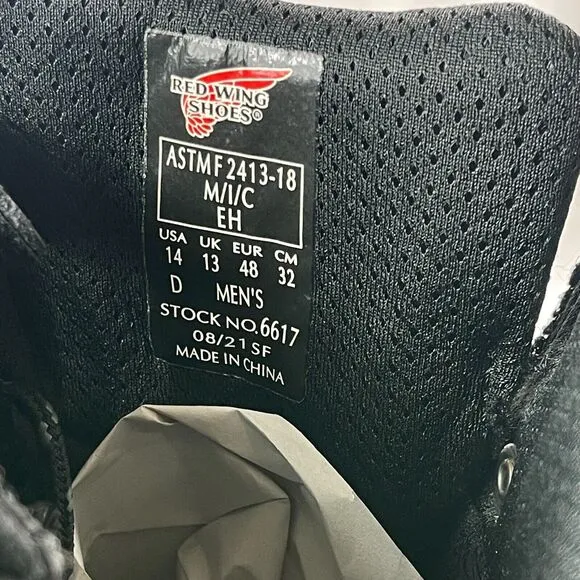 RED WING
SHOES®
ASTM F 2413-18
M/I/C
EH
USA UK EUR CM
14 13 48 32
D MEN'S
STOCK NO.6617
08/21 SF
MADE IN CHINA